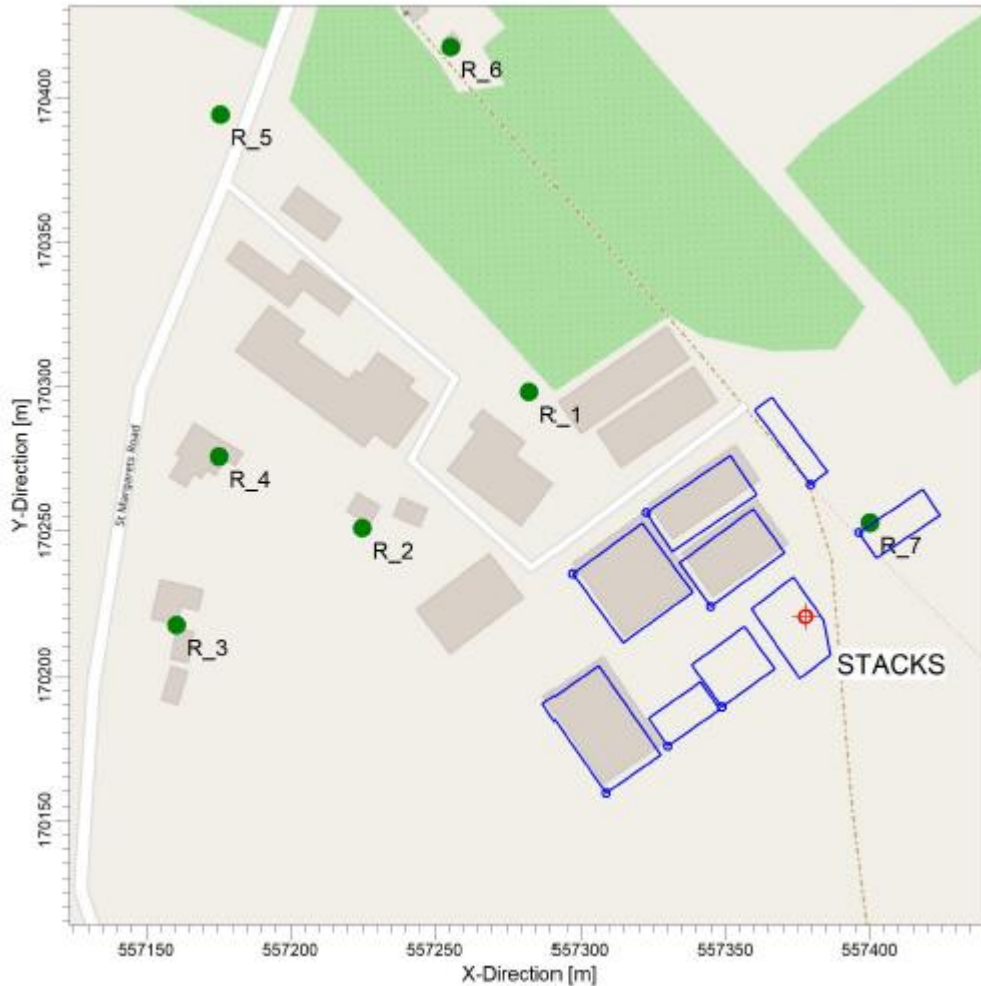 R_6
R_5
R_1
R_4
R_2
R_7
R_3
STACKS
St Margarets Road
Y-Direction [m]
170400
170350
170300
170250
170200
170150
557150 557200 557250 557300 557350 557400
X-Direction [m]